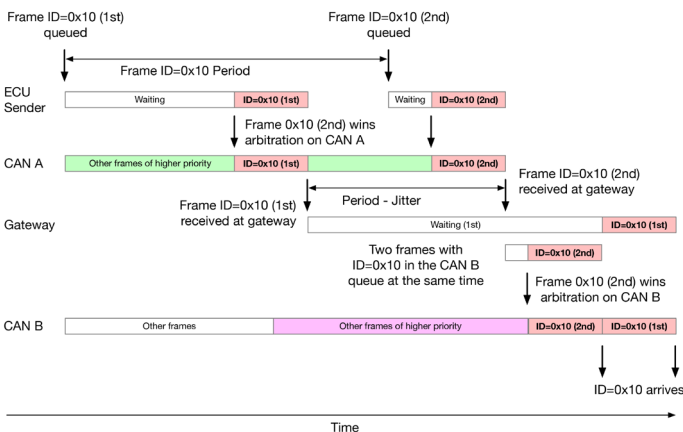 Frame ID=0x10 (1st)
queued
Frame ID=0x10 (2nd)
queued
Frame ID=0x10 Period
ECU
Sender
Waiting
ID=0x10 (1st)
Waiting
ID=0x10 (2nd)
Frame 0x10 (2nd) wins
arbitration on CAN A
CAN A
Other frames of higher priority
ID=0x10 (1st)
ID=0x10 (2nd)
Frame ID=0x10 (2nd)
received at gateway
Frame ID=0x10 (1st)
received at gateway
Period - Jitter
Gateway
Waiting (1st)
ID=0x10 (1st)
Two frames with
ID=0x10 in the CAN B
queue at the same time
ID=0x10 (2nd)
Frame 0x10 (2nd) wins
arbitration on CAN B
CAN B
Other frames
Other frames of higher priority
ID=0x10 (2nd)
ID=0x10 (1st)
ID=0x10 arrives
Time